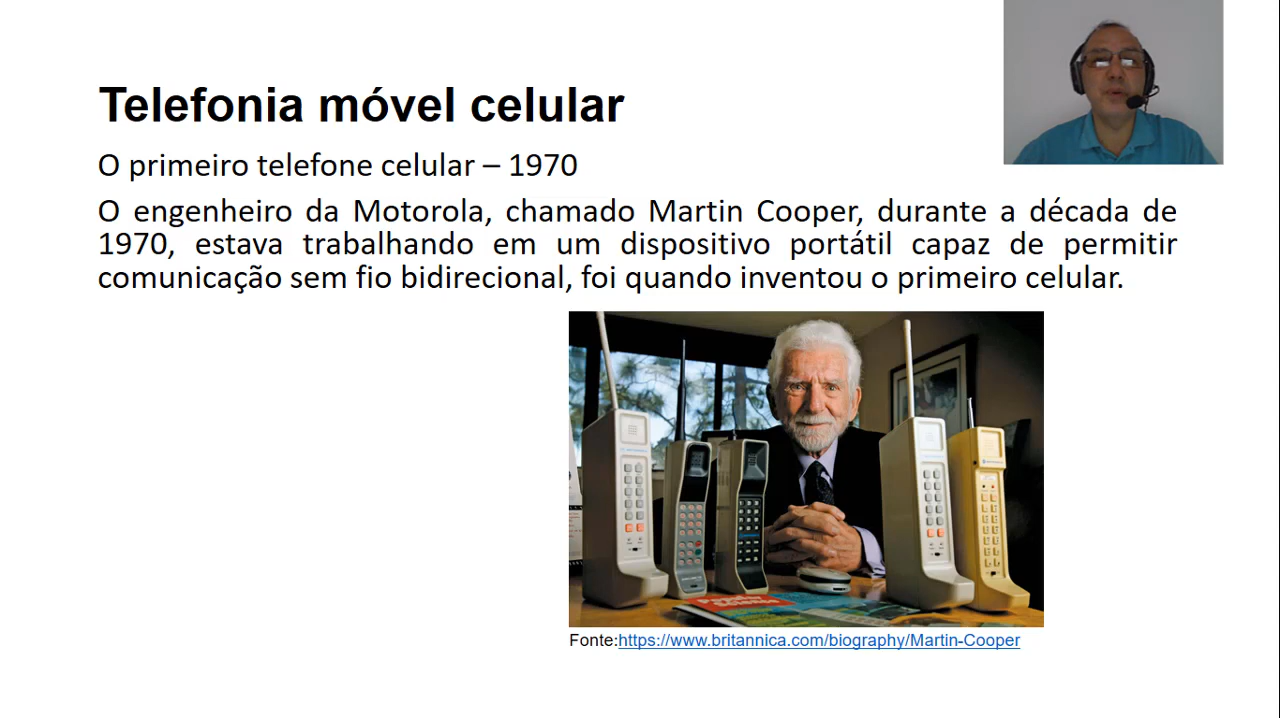 Telefonia móvel celular
O primeiro telefone celular – 1970
O engenheiro da Motorola, chamado Martin Cooper, durante a década de
1970, estava trabalhando em um dispositivo portátil capaz de permitir
comunicação sem fio bidirecional, foi quando inventou o primeiro celular.
Fonte:https://www.britannica.com/biography/Martin-Cooper